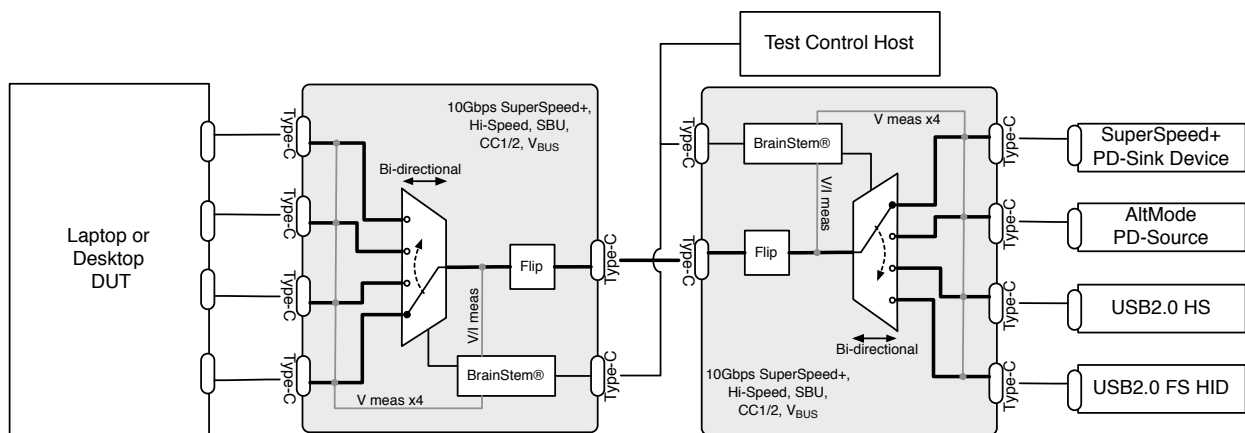 Test Control Host
Laptop or
Desktop
DUT
Type-C
Type-C
Type-C
Type-C
10Gbps SuperSpeed+,
Hi-Speed, SBU,
CC1/2, VBUS
Bi-directional
Flip
V/I meas
BrainStem®
V meas x4
Type-C
Type-C
Type-C
Type-C
BrainStem®
V meas x4
V/I meas
Flip
Bi-directional
10Gbps SuperSpeed+,
Hi-Speed, SBU,
CC1/2, VBUS
Type-C
Type-C
Type-C
Type-C
SuperSpeed+
PD-Sink Device
AltMode
PD-Source
USB2.0 HS
USB2.0 FS HID